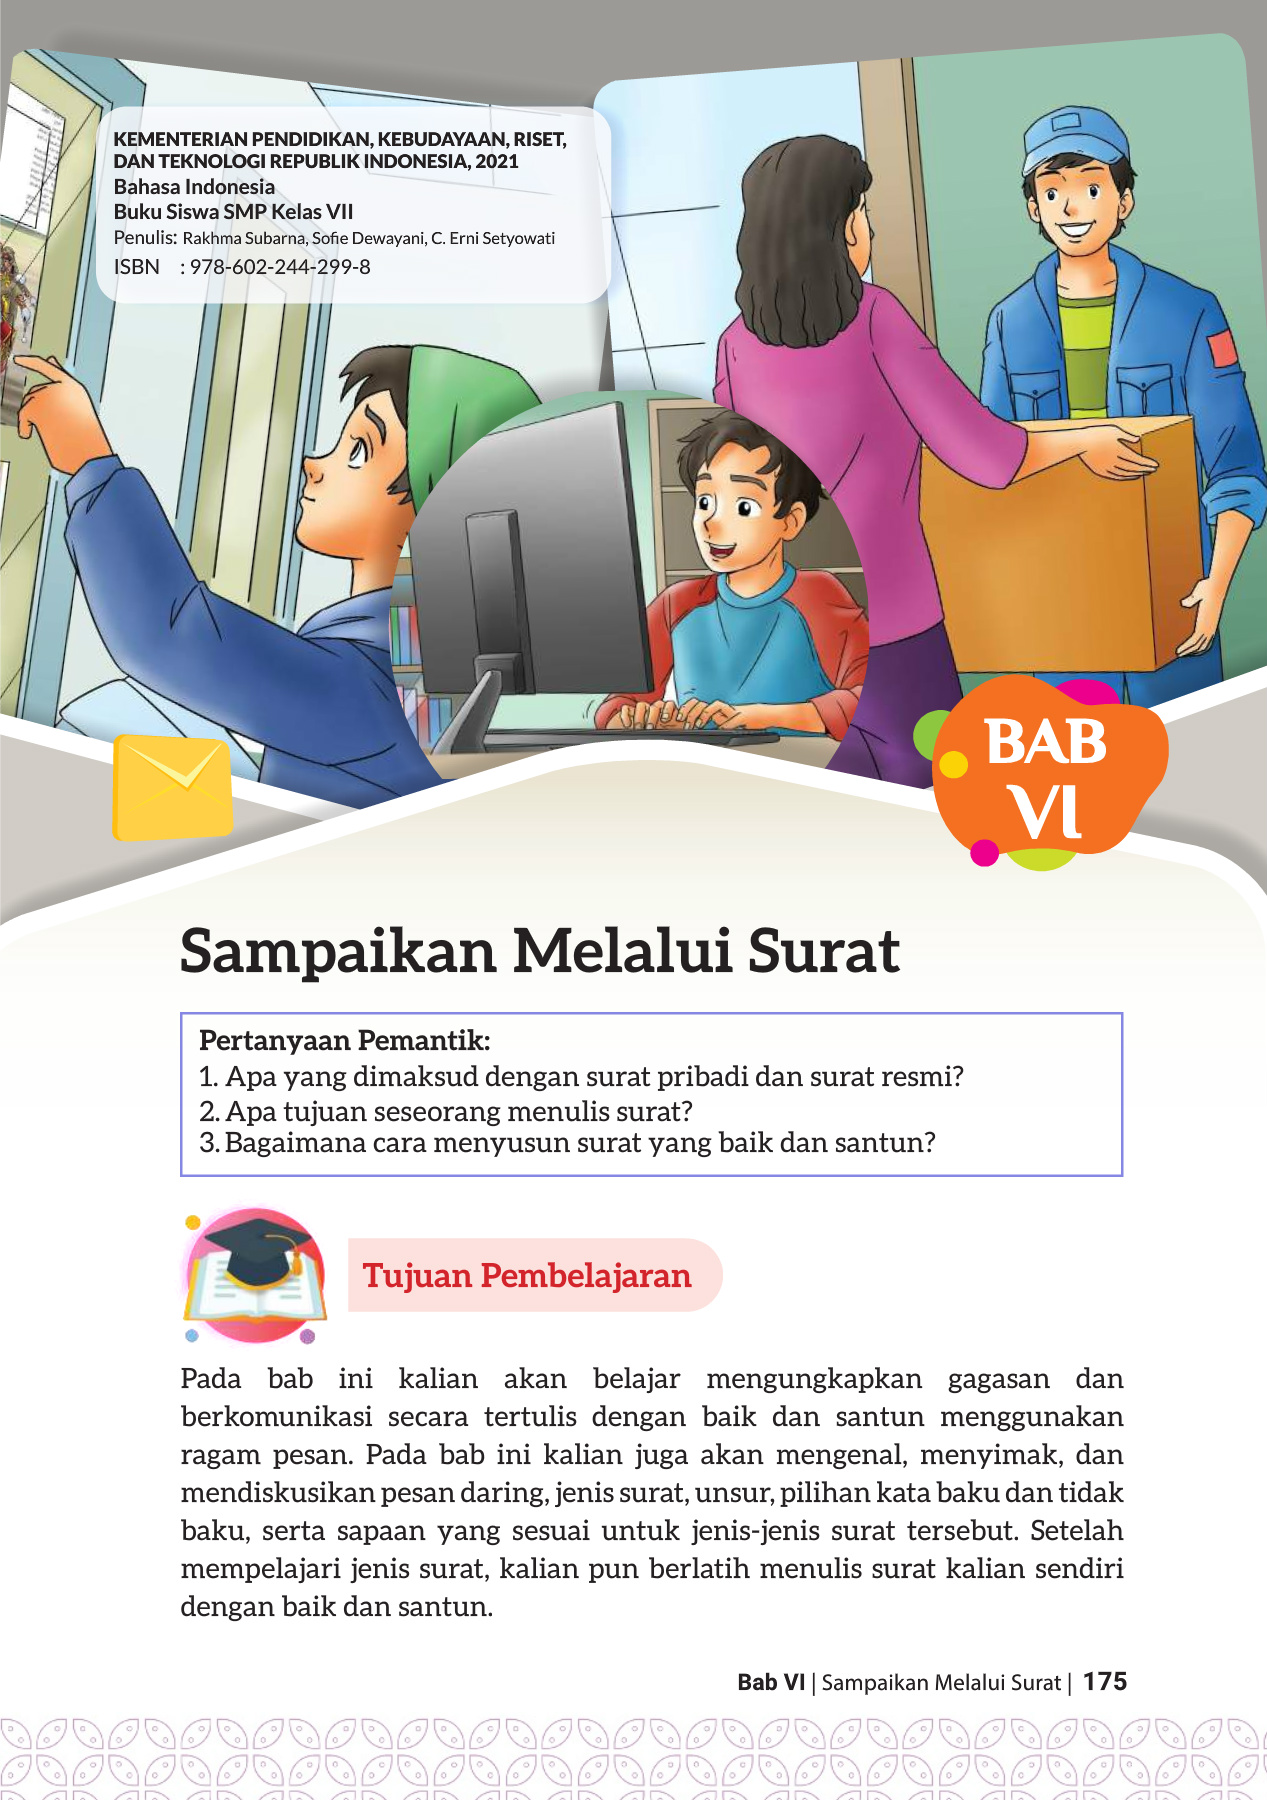 KEMENTERIAN PENDIDIKAN, KEBUDAYAAN, RISET,
DAN TEKNOLOGI REPUBLIK INDONESIA, 2021
Bahasa Indonesia
Buku Siswa SMP Kelas VII
Penulis: Rakhma Subarna, Sofie Dewayani, C. Erni Setyowati
ISBN : 978-602-244-299-8
BAB
VI
Sampaikan Melalui Surat
Pertanyaan Pemantik:
1. Apa yang dimaksud dengan surat pribadi dan surat resmi?
2. Apa tujuan seseorang menulis surat?
3. Bagaimana cara menyusun surat yang baik dan santun?
Tujuan Pembelajaran
Pada bab ini kalian akan belajar mengungkapkan gagasan dan
berkomunikasi secara tertulis dengan baik dan santun menggunakan
ragam pesan. Pada bab ini kalian juga akan mengenal, menyimak, dan
mendiskusikan pesan daring, jenis surat, unsur, pilihan kata baku dan tidak
baku, serta sapaan yang sesuai untuk jenis-jenis surat tersebut. Setelah
mempelajari jenis surat, kalian pun berlatih menulis surat kalian sendiri
dengan baik dan santun.
Bab VI | Sampaikan Melalui Surat | 175